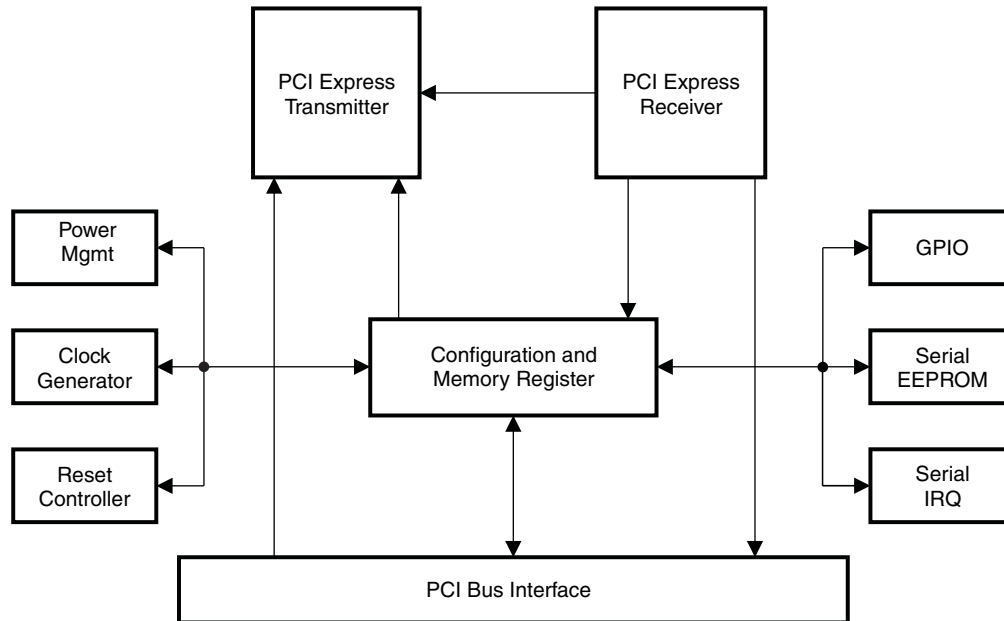 PCI Express
Transmitter
PCI Express
Receiver
Power
Mgmt
GPIO
Clock
Generator
Configuration and
Memory Register
Serial
EEPROM
Reset
Controller
Serial
IRQ
PCI Bus Interface